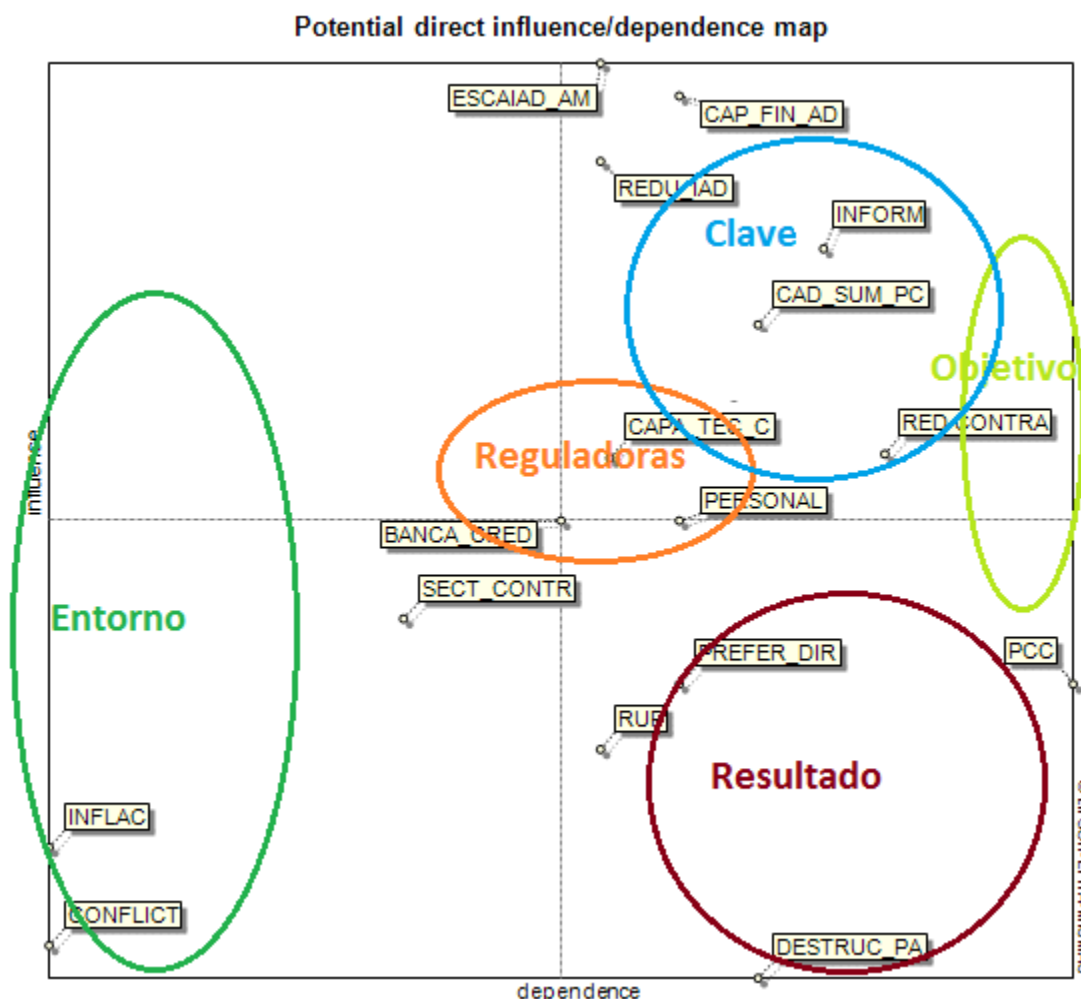 Potential direct influence/dependence map
ESCAIAD_AM
CAP_FIN_AD
REDU_IAD
INFORM
Clave
CAD_SUM_PC
Objetivo
RED CONTRA
CAPA_TEC_C
Reguladoras
influence
PERSONAL
BANCA_CRED
SECT_CONTR
Entorno
PREFER_DIR
PCC
RUP
Resultado
INFLAC
CONFLICT
DESTRUC_PA
dependence